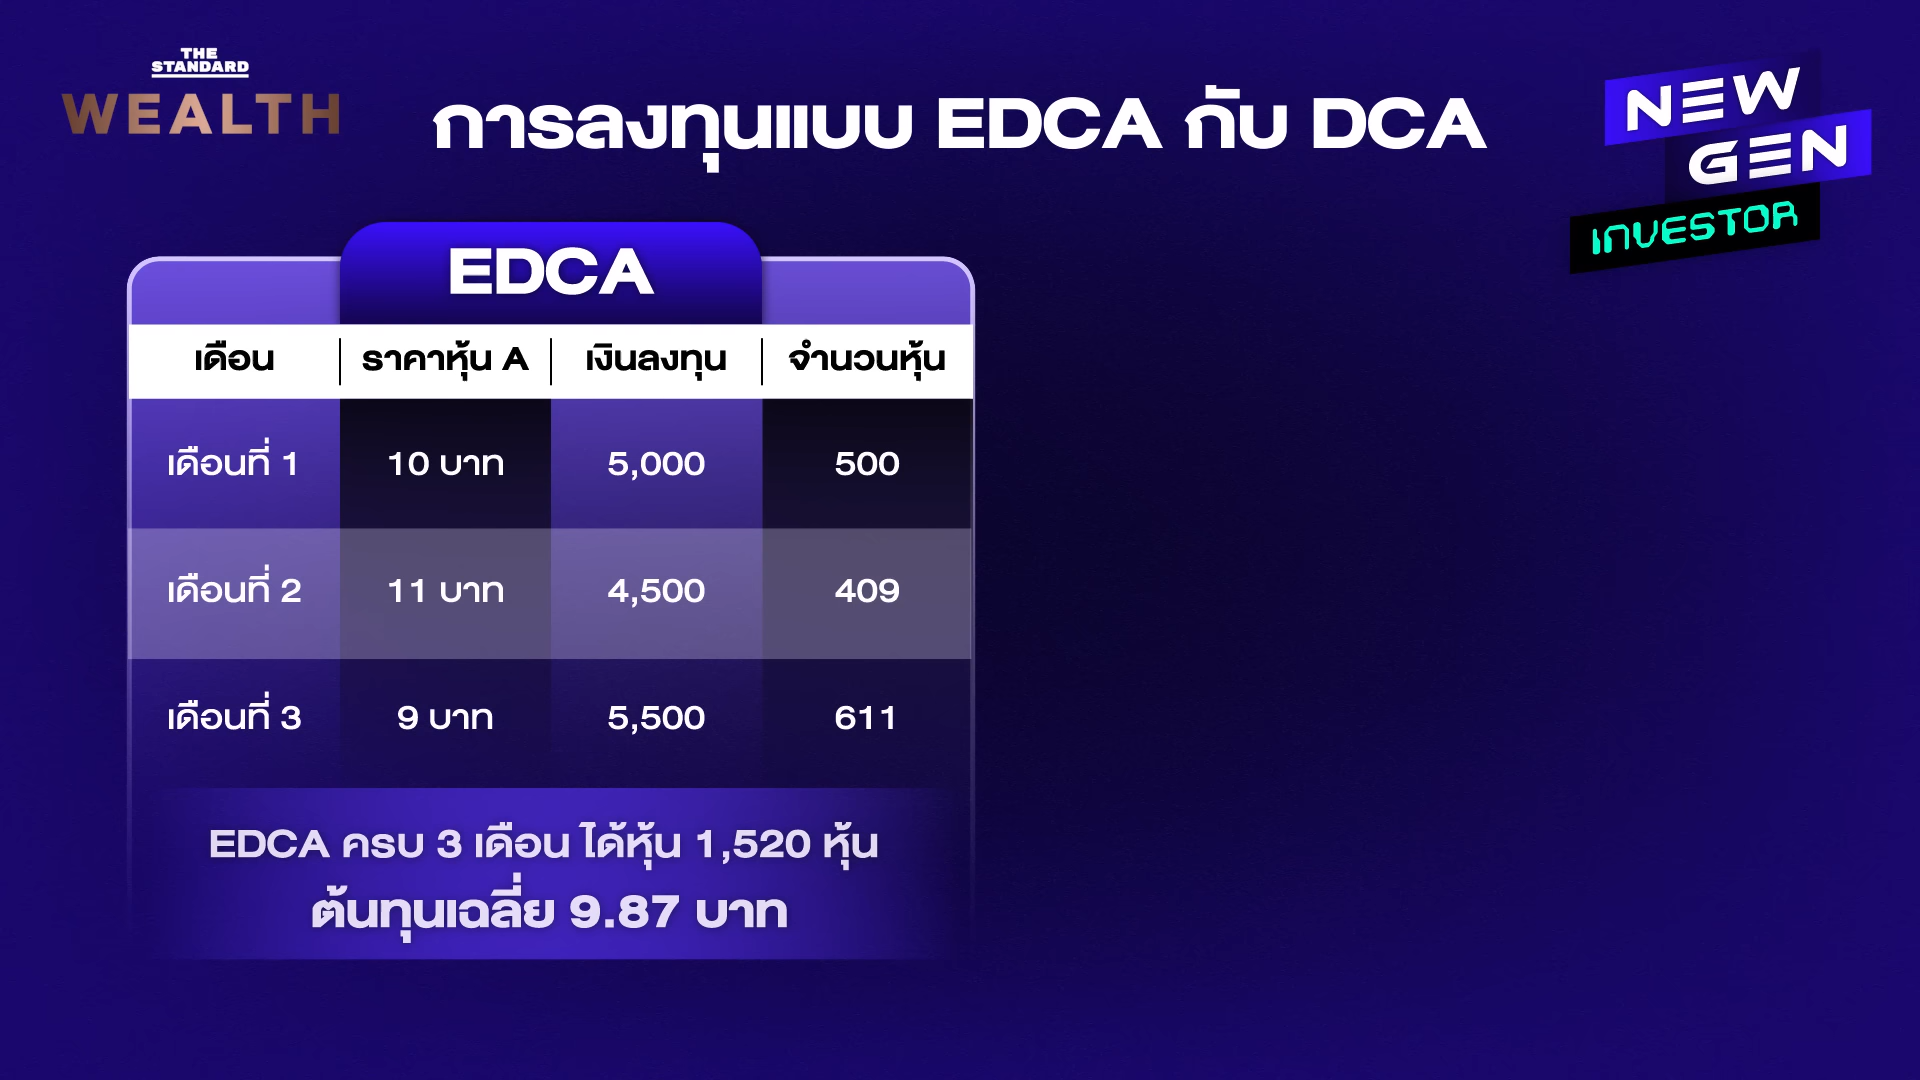 THE
STANDARD
WEALTH
การลงทุนแบบ EDCA กับ DCA
NEW
GEN
INVESTOR
EDCA
เดือน ราคาหุ้น A เงินลงทุน จำนวนหุ้น
เดือนที่ 1 10 บาท 5,000 500
เดือนที่ 2 11 บาท 4,500 409
เดือนที่ 3 9 บาท 5,500 611
EDCA ครบ 3 เดือน ได้หุ้น 1,520 หุ้น
ต้นทุนเฉลี่ย 9.87 บาท